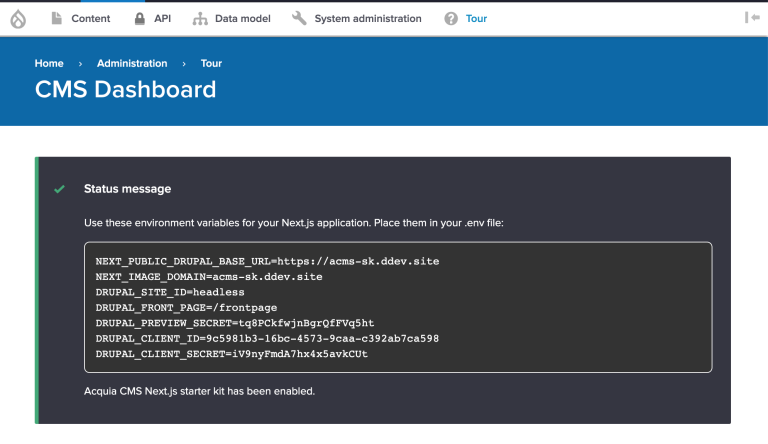 Content API Data model System administration Tour
Home › Administration › Tour
CMS Dashboard
Status message
Use these environment variables for your Next.js application. Place them in your .env file:
NEXT_PUBLIC_DRUPAL_BASE_URL=https://acms-sk.ddev.site
NEXT_IMAGE_DOMAIN=acms-sk.ddev.site
DRUPAL_SITE_ID=headless
DRUPAL_FRONT_PAGE=/frontpage
DRUPAL_PREVIEW_SECRET=tq8PCkfwjnBgrQfFVq5ht
DRUPAL_CLIENT_ID=9c5981b3-16bc-4573-9caa-c392ab7ca598
DRUPAL_CLIENT_SECRET=iV9nyFmdA7hx4x5avkCUt
Acquia CMS Next.js starter kit has been enabled.